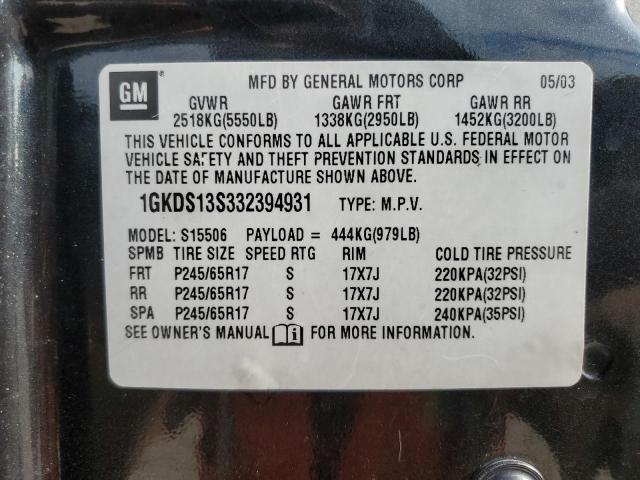 GM ® MFD BY GENERAL MOTORS CORP 05/03
GVWR GAWR FRT GAWR RR
2518KG(5550LB) 1338KG(2950LB) 1452KG(3200LB)
THIS VEHICLE CONFORMS TO ALL APPLICABLE U.S. FEDERAL MOTOR
VEHICLE SAFETY AND THEFT PREVENTION STANDARDS IN EFFECT ON
THE DATE OF MANUFACTURE SHOWN ABOVE.
1GKDS13S332394931 TYPE: M.P.V.
MODEL: S15506 PAYLOAD = 444KG(979LB)
SPMB TIRE SIZE SPEED RTG RIM COLD TIRE PRESSURE
FRT P245/65R17 S 17X7J 220KPA(32PSI)
RR P245/65R17 S 17X7J 220KPA(32PSI)
SPA P245/65R17 S 17X7J 240KPA(35PSI)
SEE OWNER'S MANUAL i FOR MORE INFORMATION.